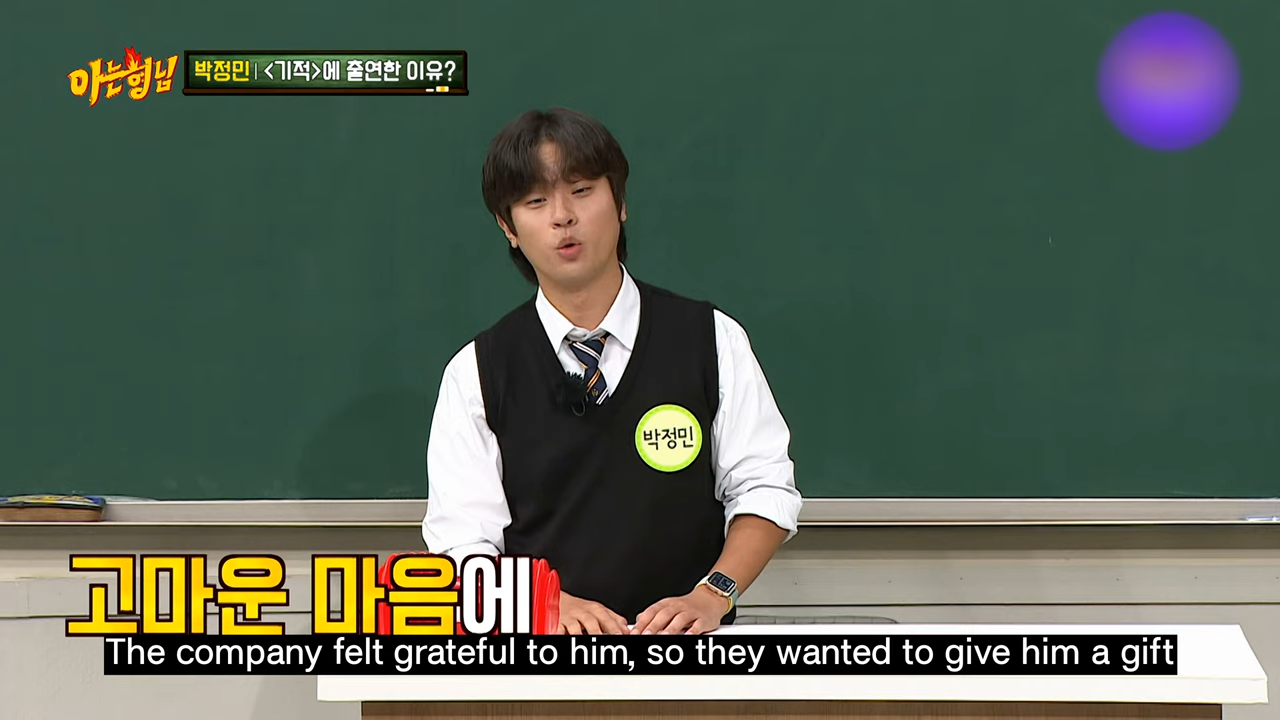 아는형님
박정민 | <기적>에 출연한 이유?
박정민
고마운 마음에
The company felt grateful to him, so they wanted to give him a gift